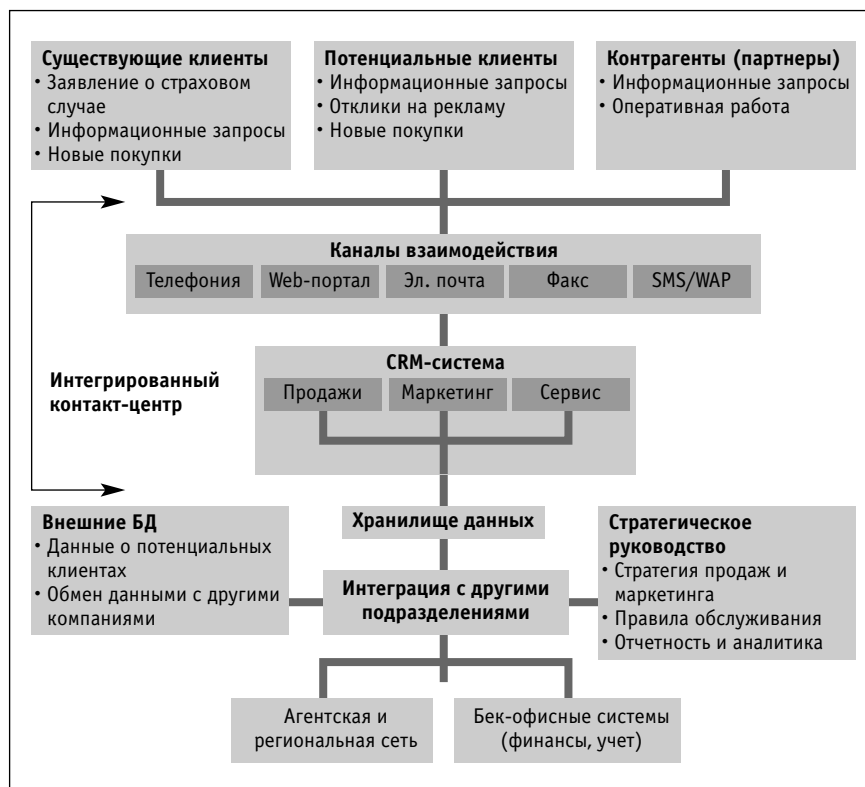 Существующие клиенты
• Заявление о страховом
случае
• Информационные запросы
• Новые покупки
Потенциальные клиенты
• Информационные запросы
• Отклики на рекламу
• Новые покупки
Контрагенты (партнеры)
• Информационные запросы
• Оперативная работа
Каналы взаимодействия
Телефония
Web-портал
Эл. почта
Факс
SMS/WAP
CRM-система
Продажи
Маркетинг
Сервис
Интегрированный
контакт-центр
Внешние БД
• Данные о потенциальных
клиентах
• Обмен данными с другими
компаниями
Хранилище данных
Интеграция с другими
подразделениями
Стратегическое
руководство
• Стратегия продаж и
маркетинга
• Правила обслуживания
• Отчетность и аналитика
Агентская и
региональная сеть
Бек-офисные системы
(финансы, учет)